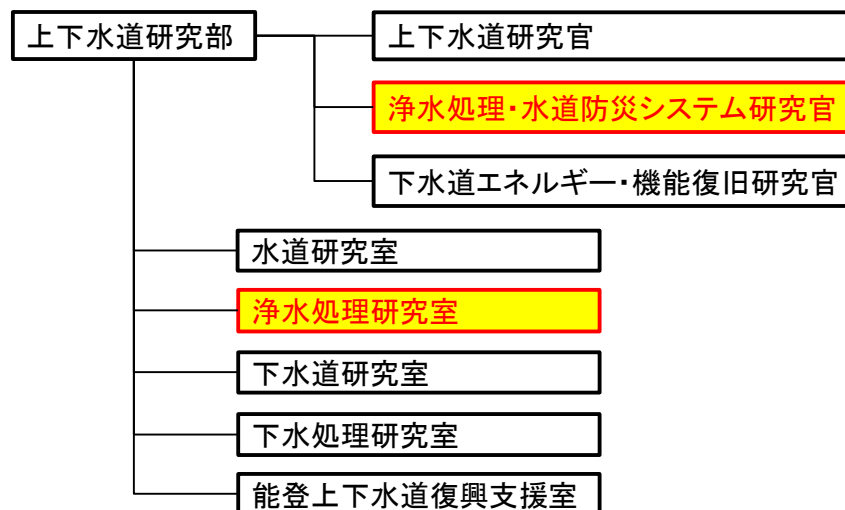 上下水道研究部
上下水道研究官
浄水処理・水道防災システム研究官
下水道エネルギー・機能復旧研究官
水道研究室
浄水処理研究室
下水道研究室
下水処理研究室
能登上下水道復興支援室